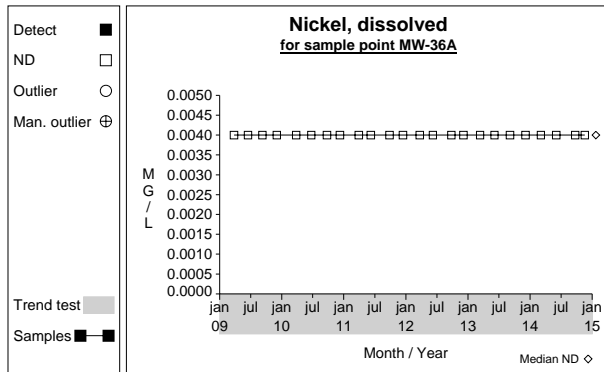 Detect
ND
Outlier
Man. outlier
Trend test
Samples
Nickel, dissolved
for sample point MW-36A
0.0050
0.0045
0.0040
0.0035
0.0030
0.0025
0.0020
0.0015
0.0010
0.0005
0.0000
M
G
/
L
jan jul jan jul jan jul jan jul jan jul jan jul jan
09 10 11 12 13 14 15
Month / Year
Median ND